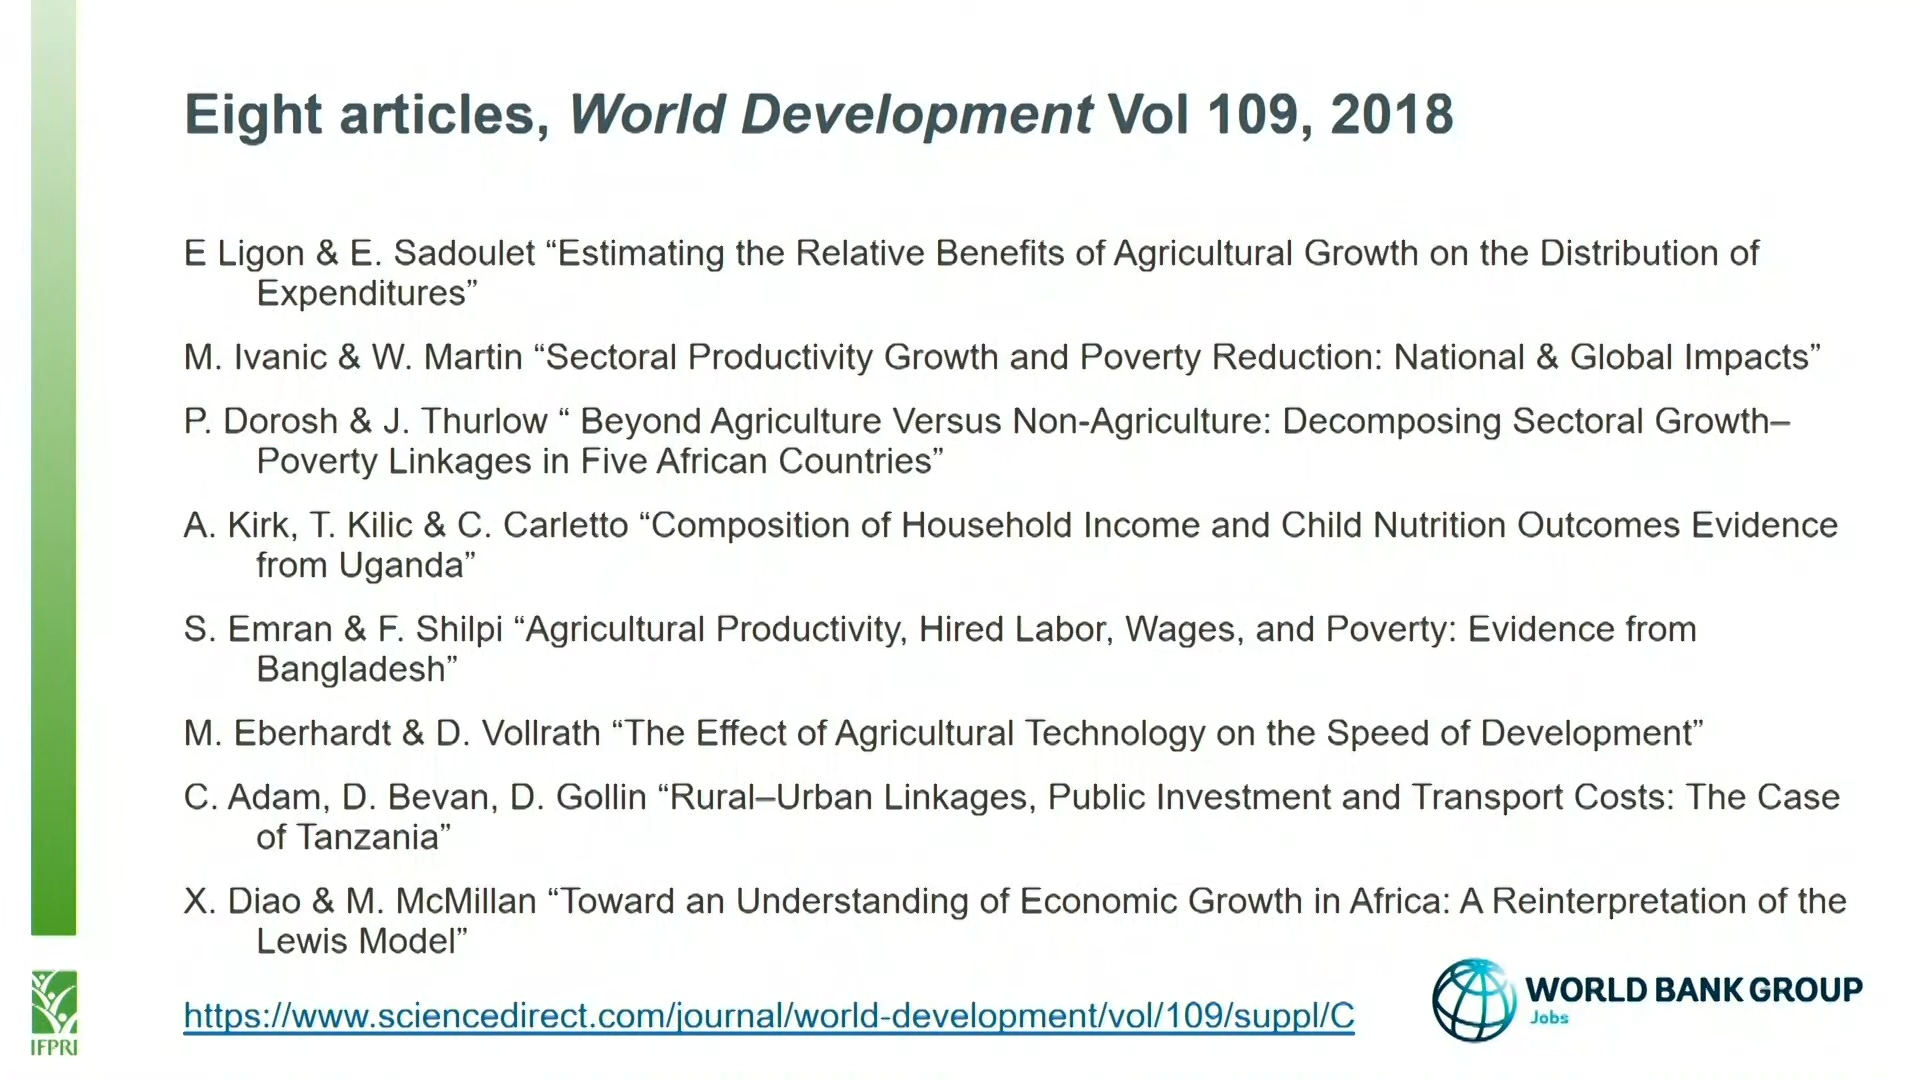 Eight articles, World Development Vol 109, 2018
E Ligon & E. Sadoulet “Estimating the Relative Benefits of Agricultural Growth on the Distribution of
Expenditures”
M. Ivanic & W. Martin “Sectoral Productivity Growth and Poverty Reduction: National & Global Impacts”
P. Dorosh & J. Thurlow “ Beyond Agriculture Versus Non-Agriculture: Decomposing Sectoral Growth–
Poverty Linkages in Five African Countries”
A. Kirk, T. Kilic & C. Carletto “Composition of Household Income and Child Nutrition Outcomes Evidence
from Uganda”
S. Emran & F. Shilpi “Agricultural Productivity, Hired Labor, Wages, and Poverty: Evidence from
Bangladesh”
M. Eberhardt & D. Vollrath “The Effect of Agricultural Technology on the Speed of Development”
C. Adam, D. Bevan, D. Gollin “Rural–Urban Linkages, Public Investment and Transport Costs: The Case
of Tanzania”
X. Diao & M. McMillan “Toward an Understanding of Economic Growth in Africa: A Reinterpretation of the
Lewis Model”
https://www.sciencedirect.com/journal/world-development/vol/109/suppl/C
WORLD BANK GROUP
Jobs
IFPRI